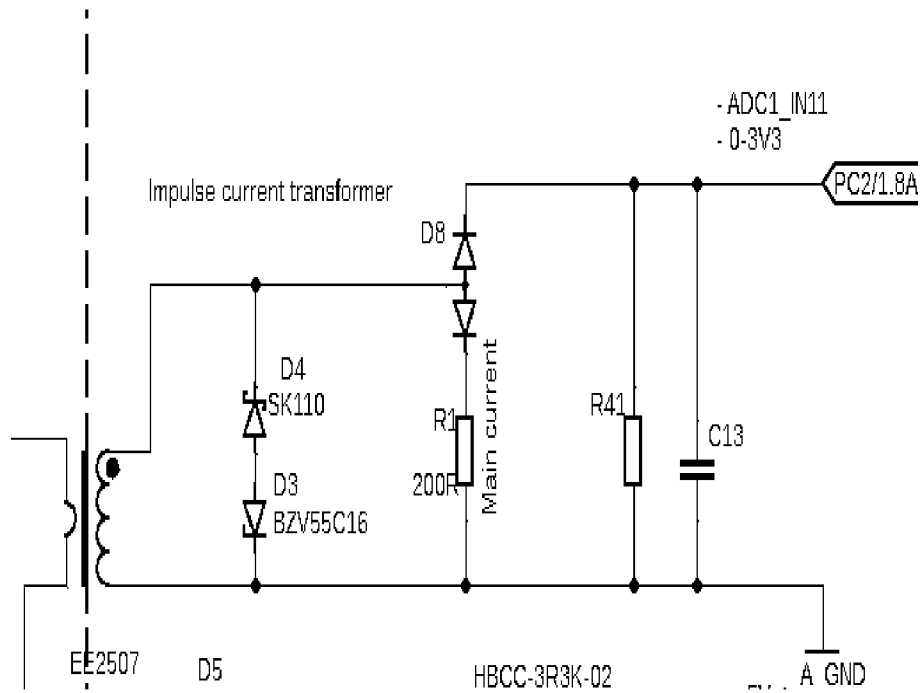 - ADC1_IN11
- 0-3V3
PC2/1.8A
Impulse current transformer
D8
D4
SK110
D3
BZV55C16
R1
200R
Main current
R41
C13
EE2507
D5
HBCC-3R3K-02
A_GND